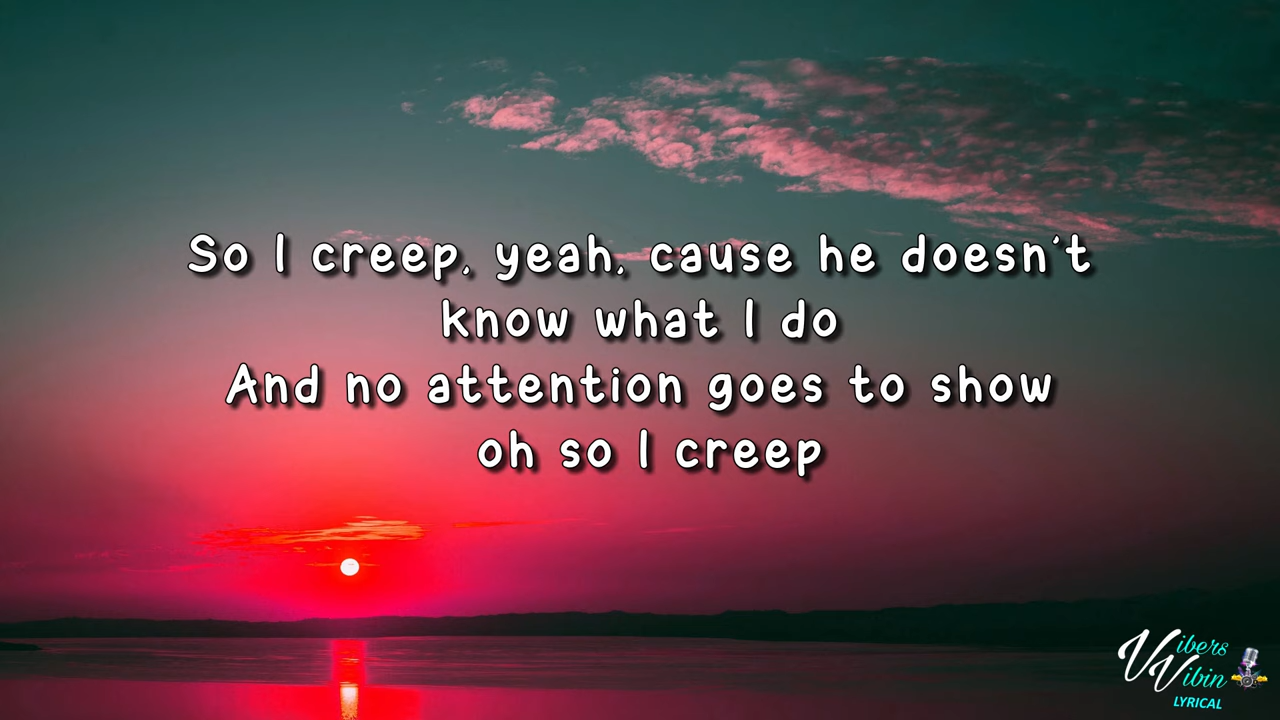 So I creep, yeah, cause he doesn't
know what I do
And no attention goes to show
oh so I creep
Vibers
Vibin
LYRICAL